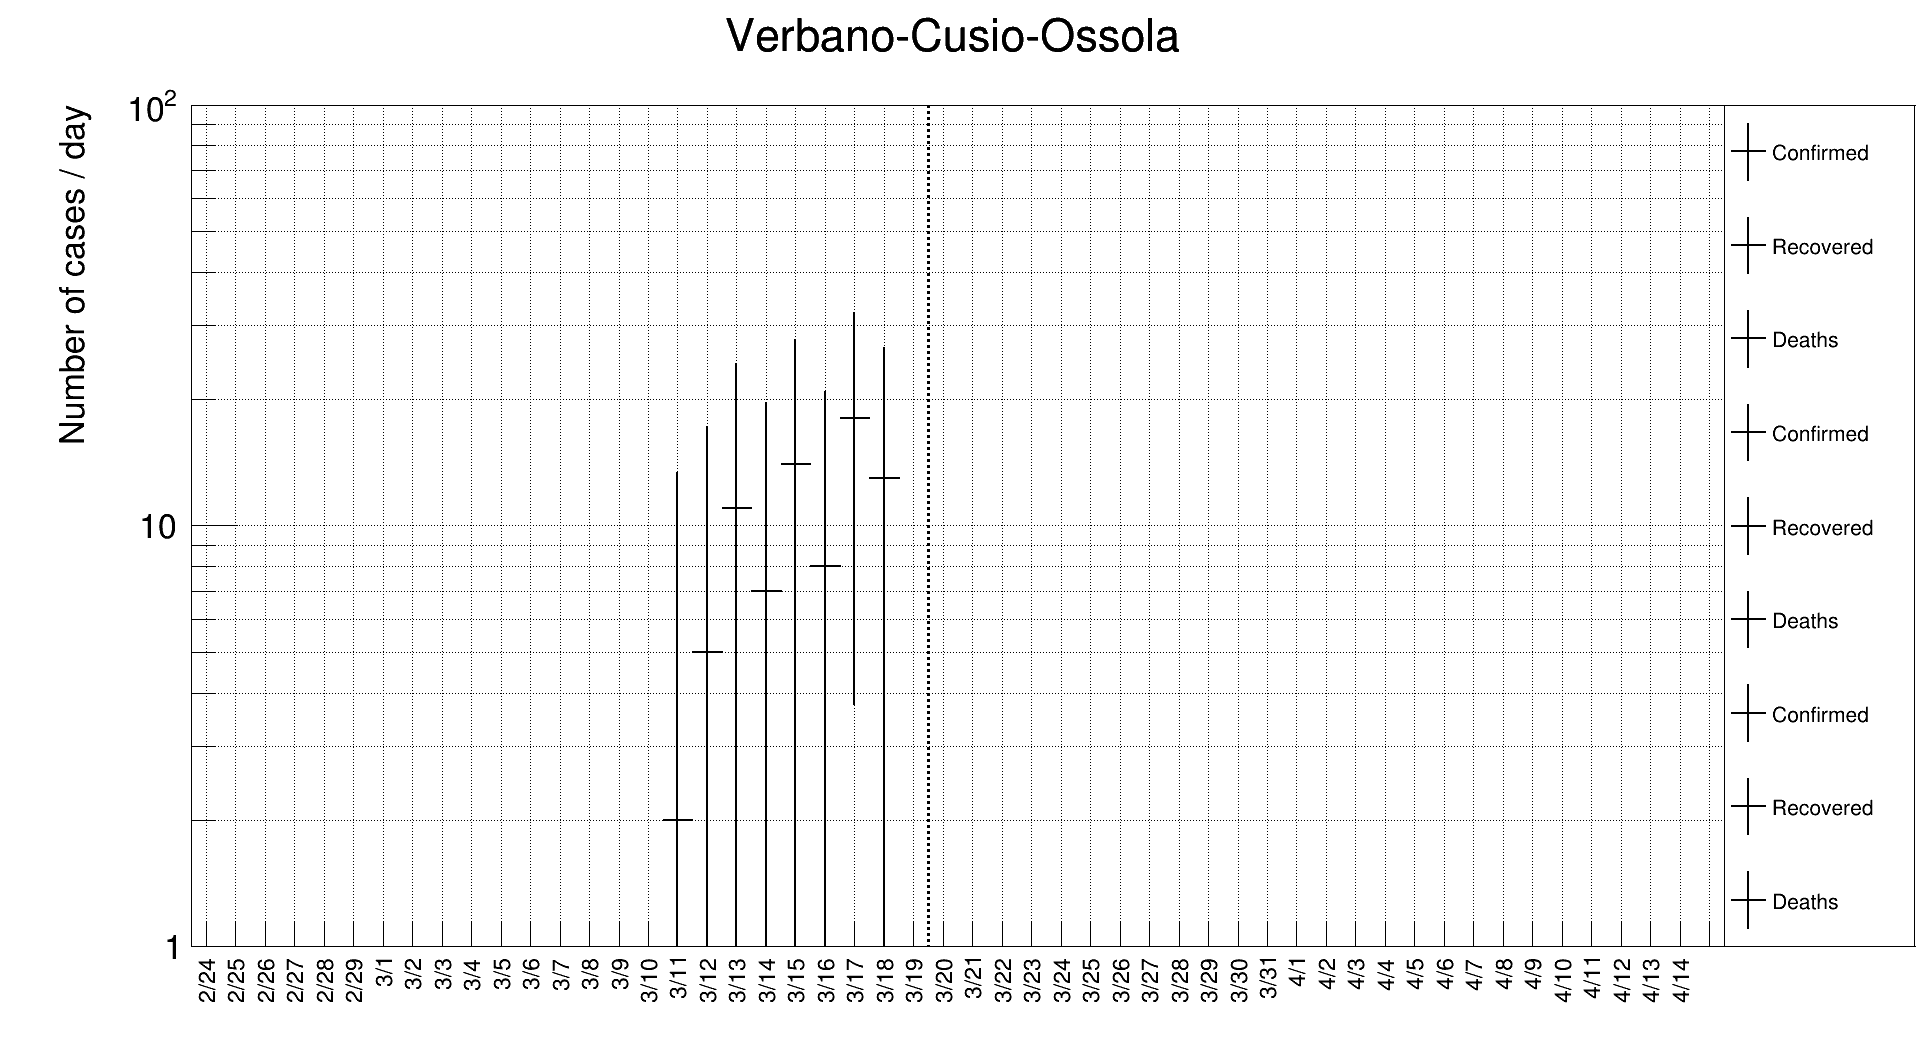 Verbano-Cusio-Ossola
Number of cases / day
10²
10
1
2/24 2/25 2/26 2/27 2/28 2/29 3/1 3/2 3/3 3/4 3/5 3/6 3/7 3/8 3/9 3/10 3/11 3/12 3/13 3/14 3/15 3/16 3/17 3/18 3/19 3/20 3/21 3/22 3/23 3/24 3/25 3/26 3/27 3/28 3/29 3/30 3/31 4/1 4/2 4/3 4/4 4/5 4/6 4/7 4/8 4/9 4/10 4/11 4/12 4/13 4/14
Confirmed
Recovered
Deaths
Confirmed
Recovered
Deaths
Confirmed
Recovered
Deaths